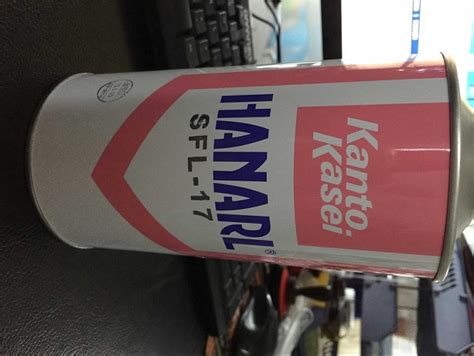 Kanto
Kasei
HANARL®
SFL-17